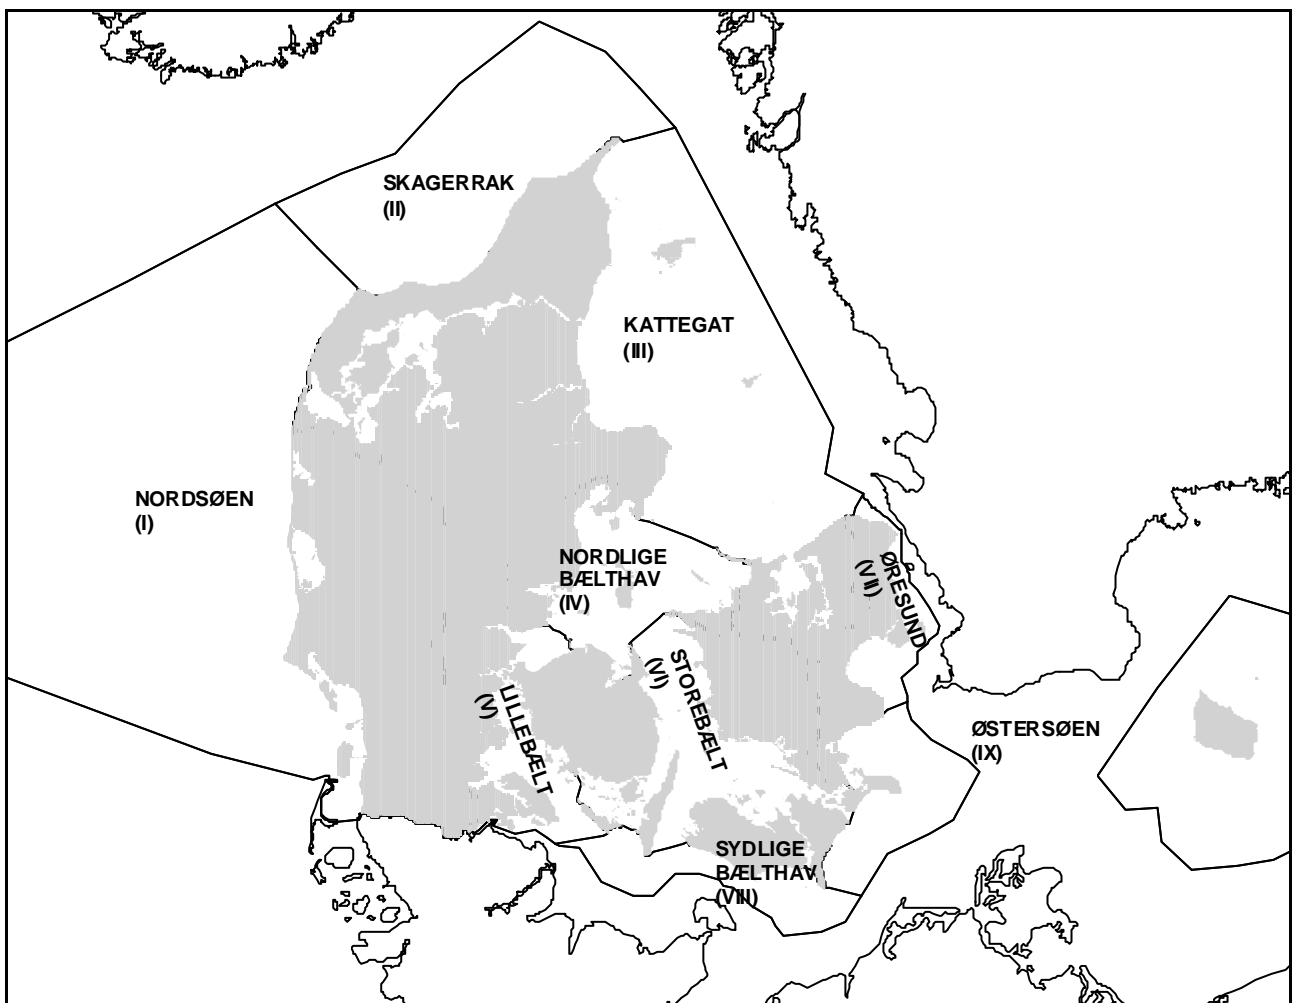 SKAGERRAK
(II)
KATTEGAT
(III)
NORDSØEN
(I)
NORDLIGE
BÆLTHAV
(IV)
ØRESUND
(VII)
STOREBÆLT
(VI)
LILLEBÆLT
(V)
ØSTERSØEN
(IX)
SYDLIGE
BÆLTHAV
(VIII)